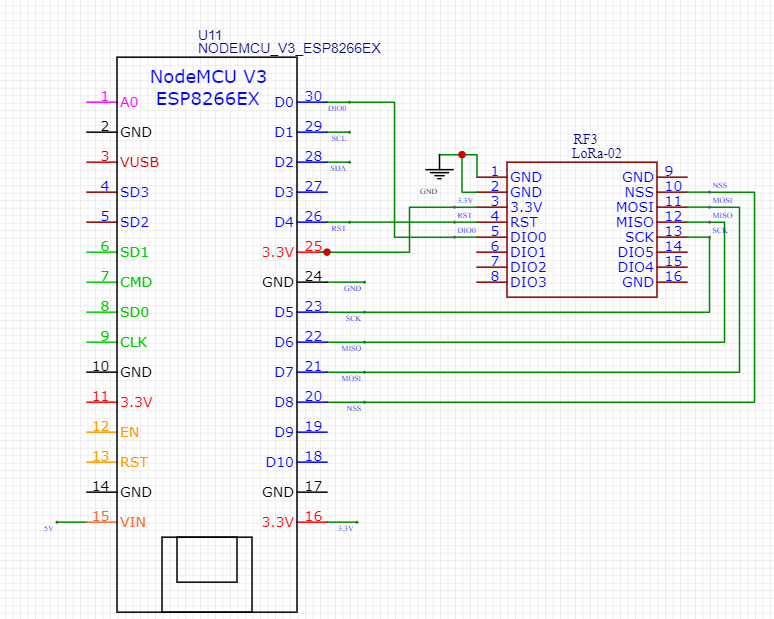 U11
NODEMCU_V3_ESP8266EX
NodeMCU V3
ESP8266EX
1 A0
2 GND
3 VUSB
4 SD3
5 SD2
6 SD1
7 CMD
8 SD0
9 CLK
10 GND
11 3.3V
12 EN
13 RST
14 GND
5V 15 VIN
D0 30 DIO0
D1 29 SCL
D2 28 SDA
D3 27
D4 26 RST
3.3V 25
GND 24 GND
D5 23 SCK
D6 22 MISO
D7 21 MOSI
D8 20 NSS
D9 19
D10 18
GND 17
3.3V 16 3.3V
RF3
LoRa-02
GND
1 GND
2 GND
3.3V 3 3.3V
RST 4 RST
DIO0 5 DIO0
6 DIO1
7 DIO2
8 DIO3
GND 9
NSS 10 NSS
MOSI 11 MOSI
MISO 12 MISO
SCK 13 SCK
DIO5 14
DIO4 15
GND 16